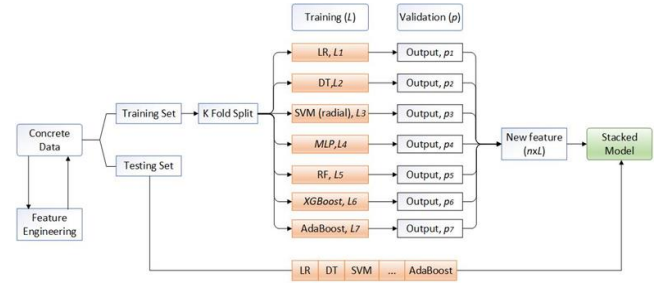 Training (L)
Validation (p)
LR, L1
Output, p1
DT,L2
Output, p2
Training Set
K Fold Split
SVM (radial), L3
Output, p3
Concrete
Data
MLP,L4
Output, p4
New feature
(nxL)
Stacked
Model
Testing Set
RF, L5
Output, p5
XGBoost, L6
Output, p6
Feature
Engineering
AdaBoost, L7
Output, p7
LR DT SVM ... AdaBoost